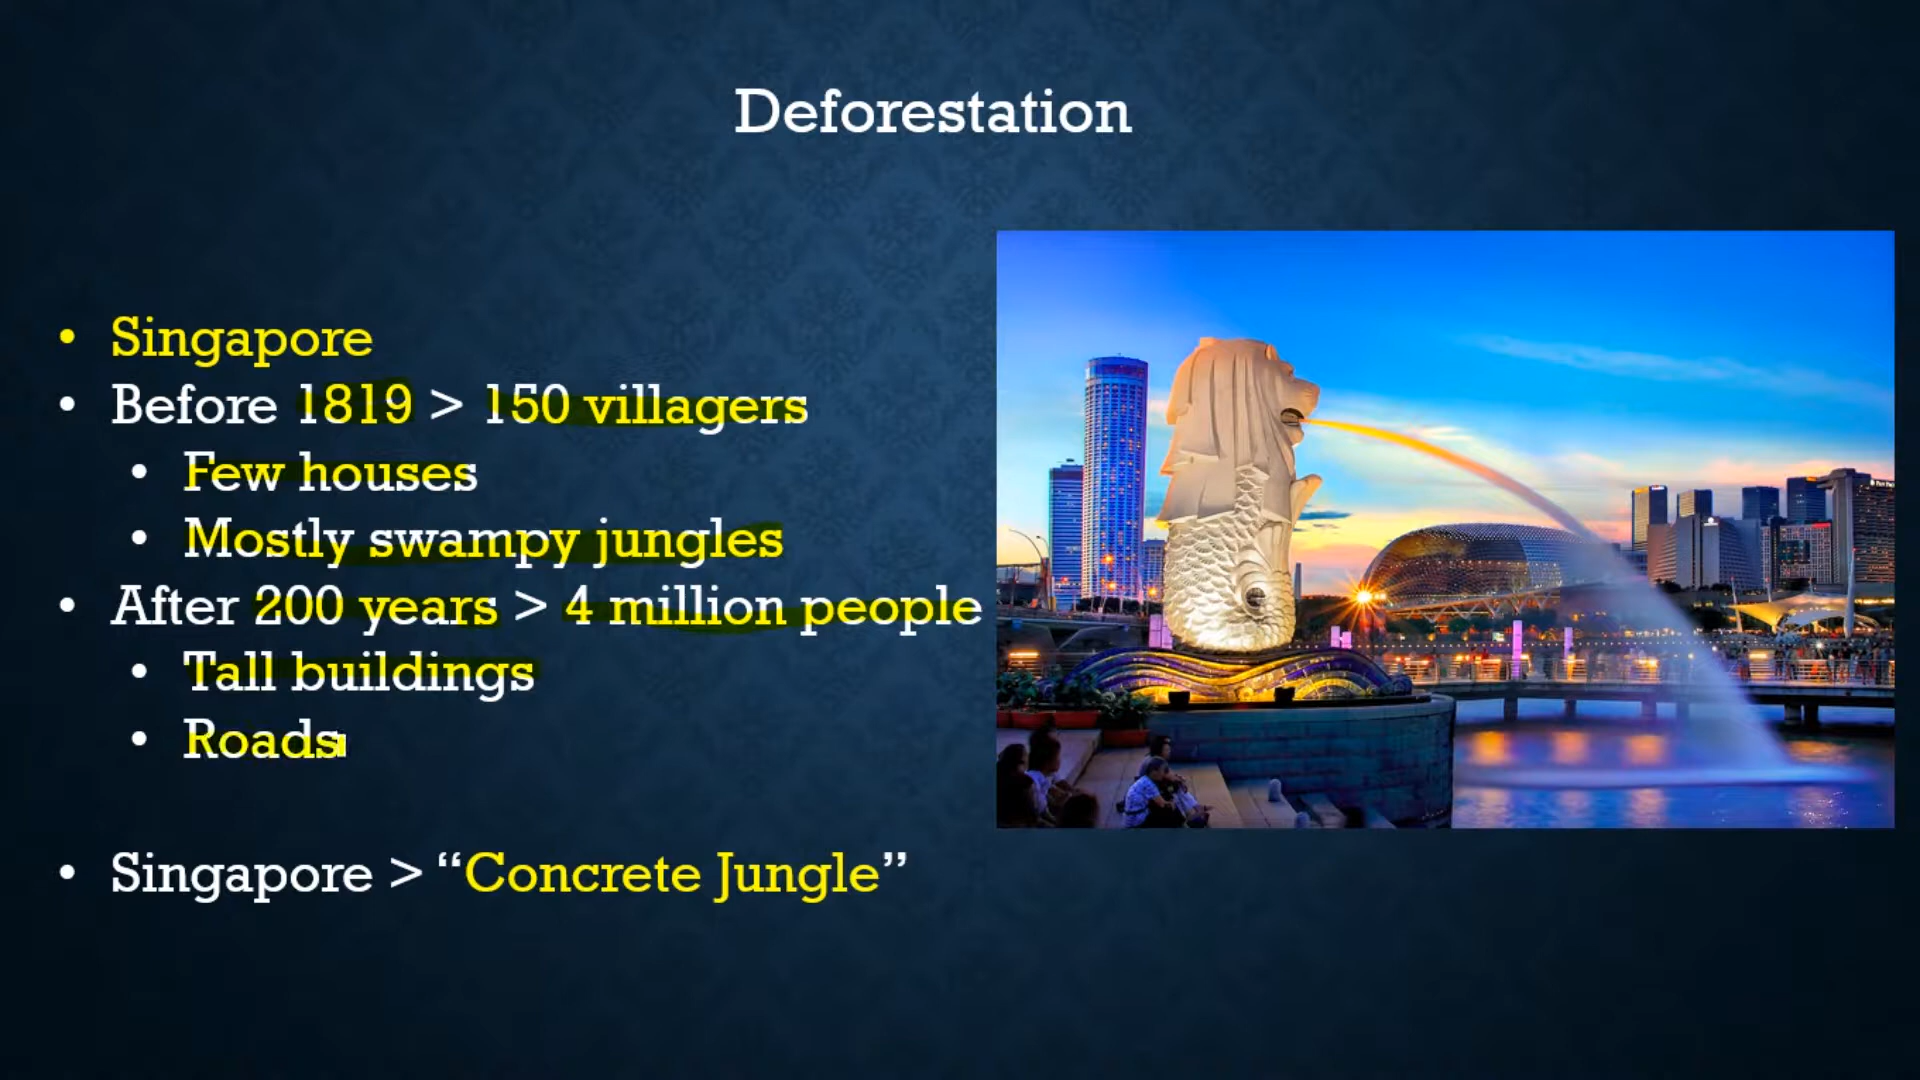 Deforestation
• Singapore
• Before 1819 > 150 villagers
• Few houses
• Mostly swampy jungles
• After 200 years > 4 million people
• Tall buildings
• Roads
• Singapore > “Concrete Jungle”